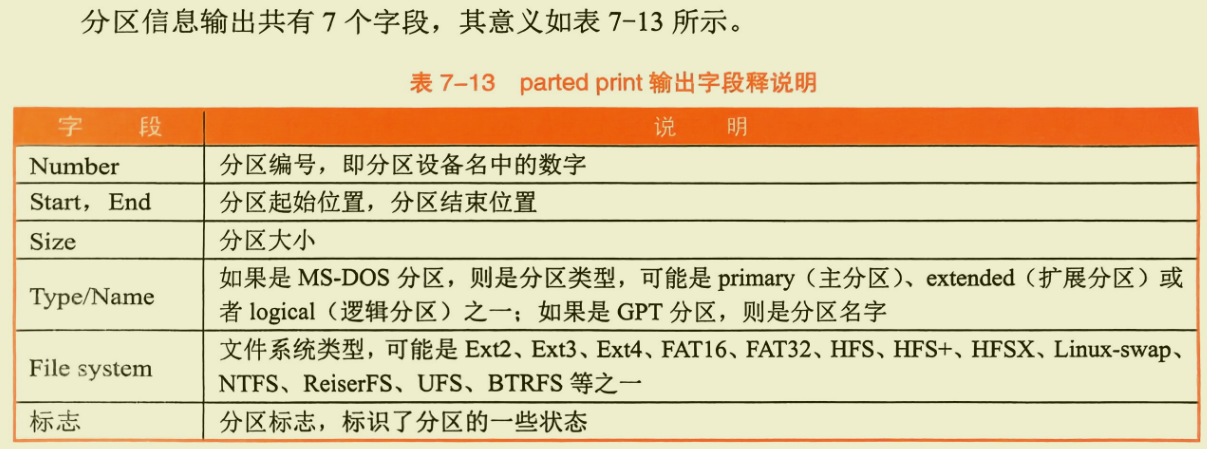 分区信息输出共有 7 个字段，其意义如表 7-13 所示。
表 7-13 parted print 输出字段释说明
字 段 说 明
Number 分区编号，即分区设备名中的数字
Start， End 分区起始位置，分区结束位置
Size 分区大小
Type/Name 如果是 MS-DOS 分区，则是分区类型，可能是 primary（主分区）、extended（扩展分区）或
者 logical（逻辑分区）之一；如果是 GPT 分区，则是分区名字
File system 文件系统类型，可能是 Ext2、Ext3、Ext4、FAT16、FAT32、HFS、HFS+、HFSX、Linux-swap、
NTFS、ReiserFS、UFS、BTRFS 等之一
标志 分区标志，标识了分区的一些状态